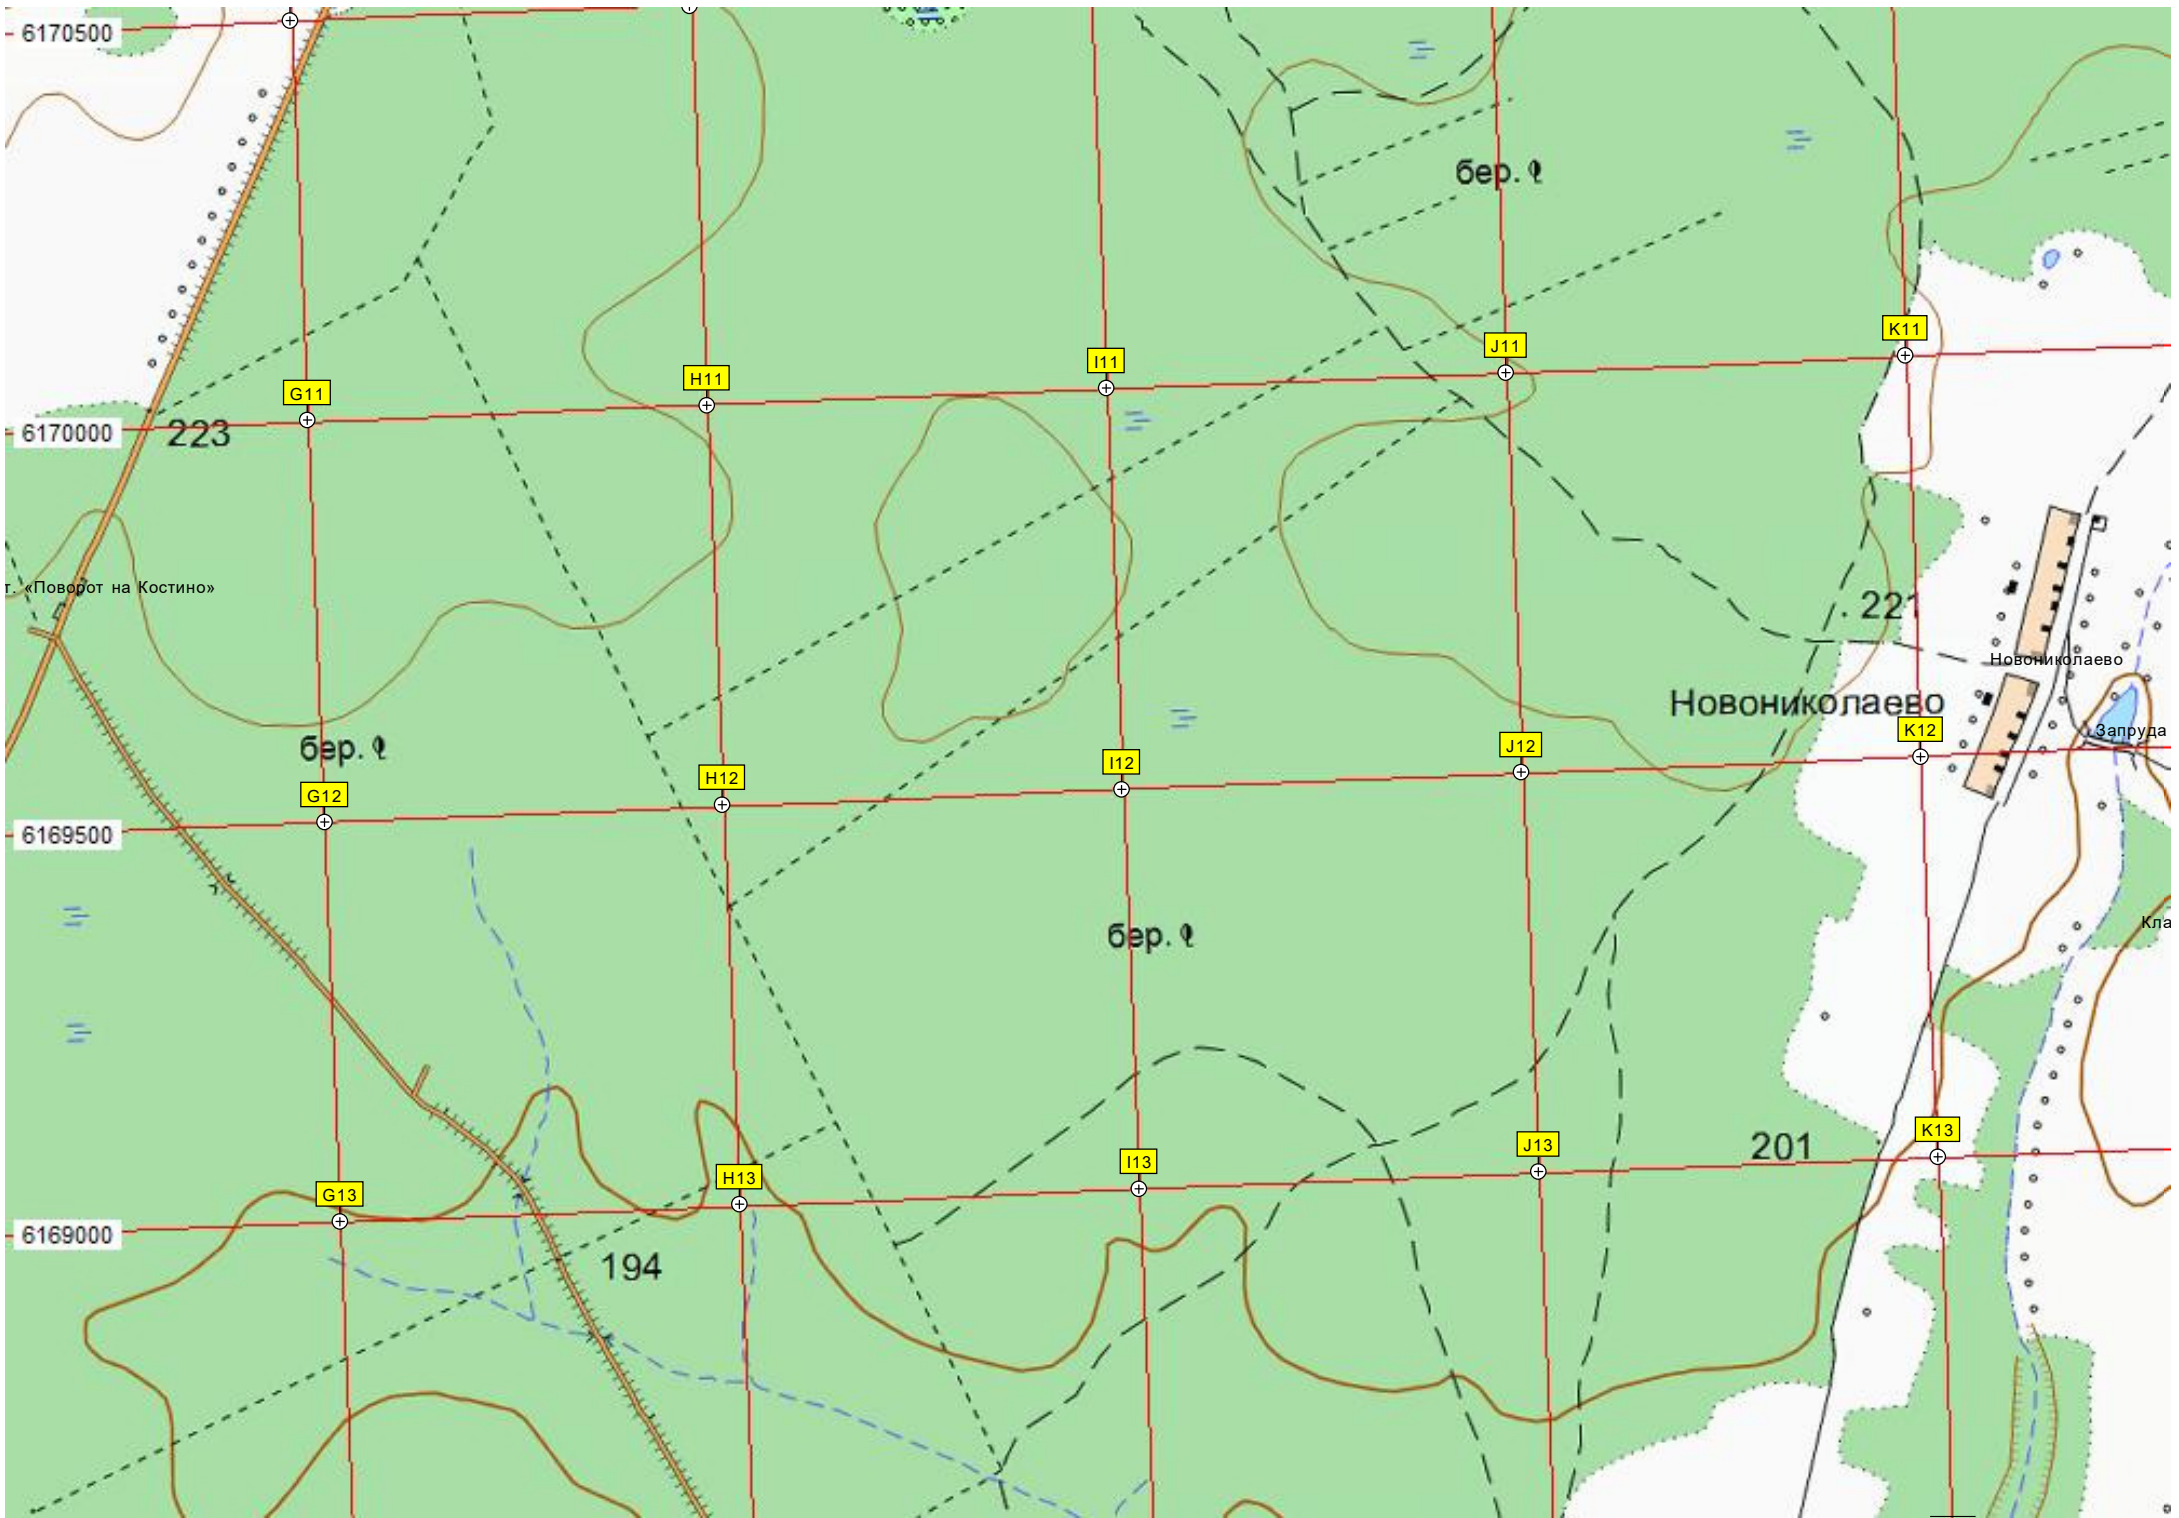 6170500
бер.
K11
J11
I11
H11
G11
6170000
223
т. «Поворот на Костино»
221
Новониколаево
Новониколаево
K12
Запруда
J12
бер.
I12
H12
G12
6169500
Кла
бер.
K13
J13
201
I13
H13
G13
6169000
194